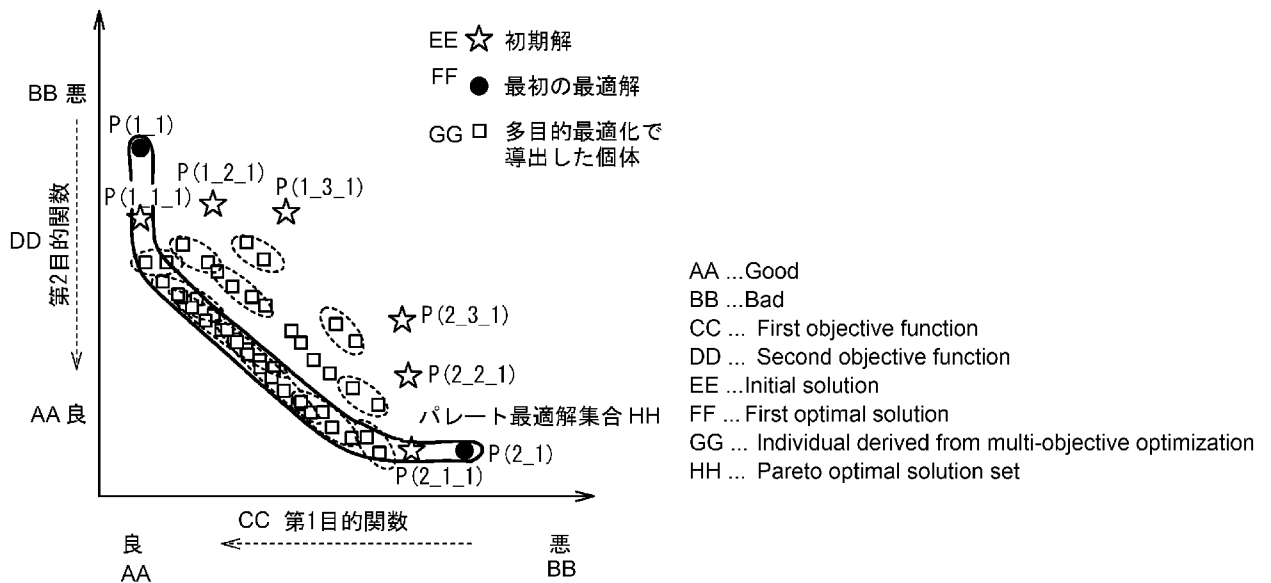 EE ☆ 初期解
FF ● 最初の最適解
GG □ 多目的最適化で
導出した個体
BB 悪
P(1_1)
P(1_2_1)
P(1_3_1)
P(1_1_1)
DD
第2目的関数
P(2_3_1)
P(2_2_1)
AA 良
パレート最適解集合 HH
P(2_1)
P(2_1_1)
CC 第1目的関数
良
AA
悪
BB
AA ...Good
BB ...Bad
CC ... First objective function
DD ... Second objective function
EE ...Initial solution
FF ...First optimal solution
GG ... Individual derived from multi-objective optimization
HH ... Pareto optimal solution set